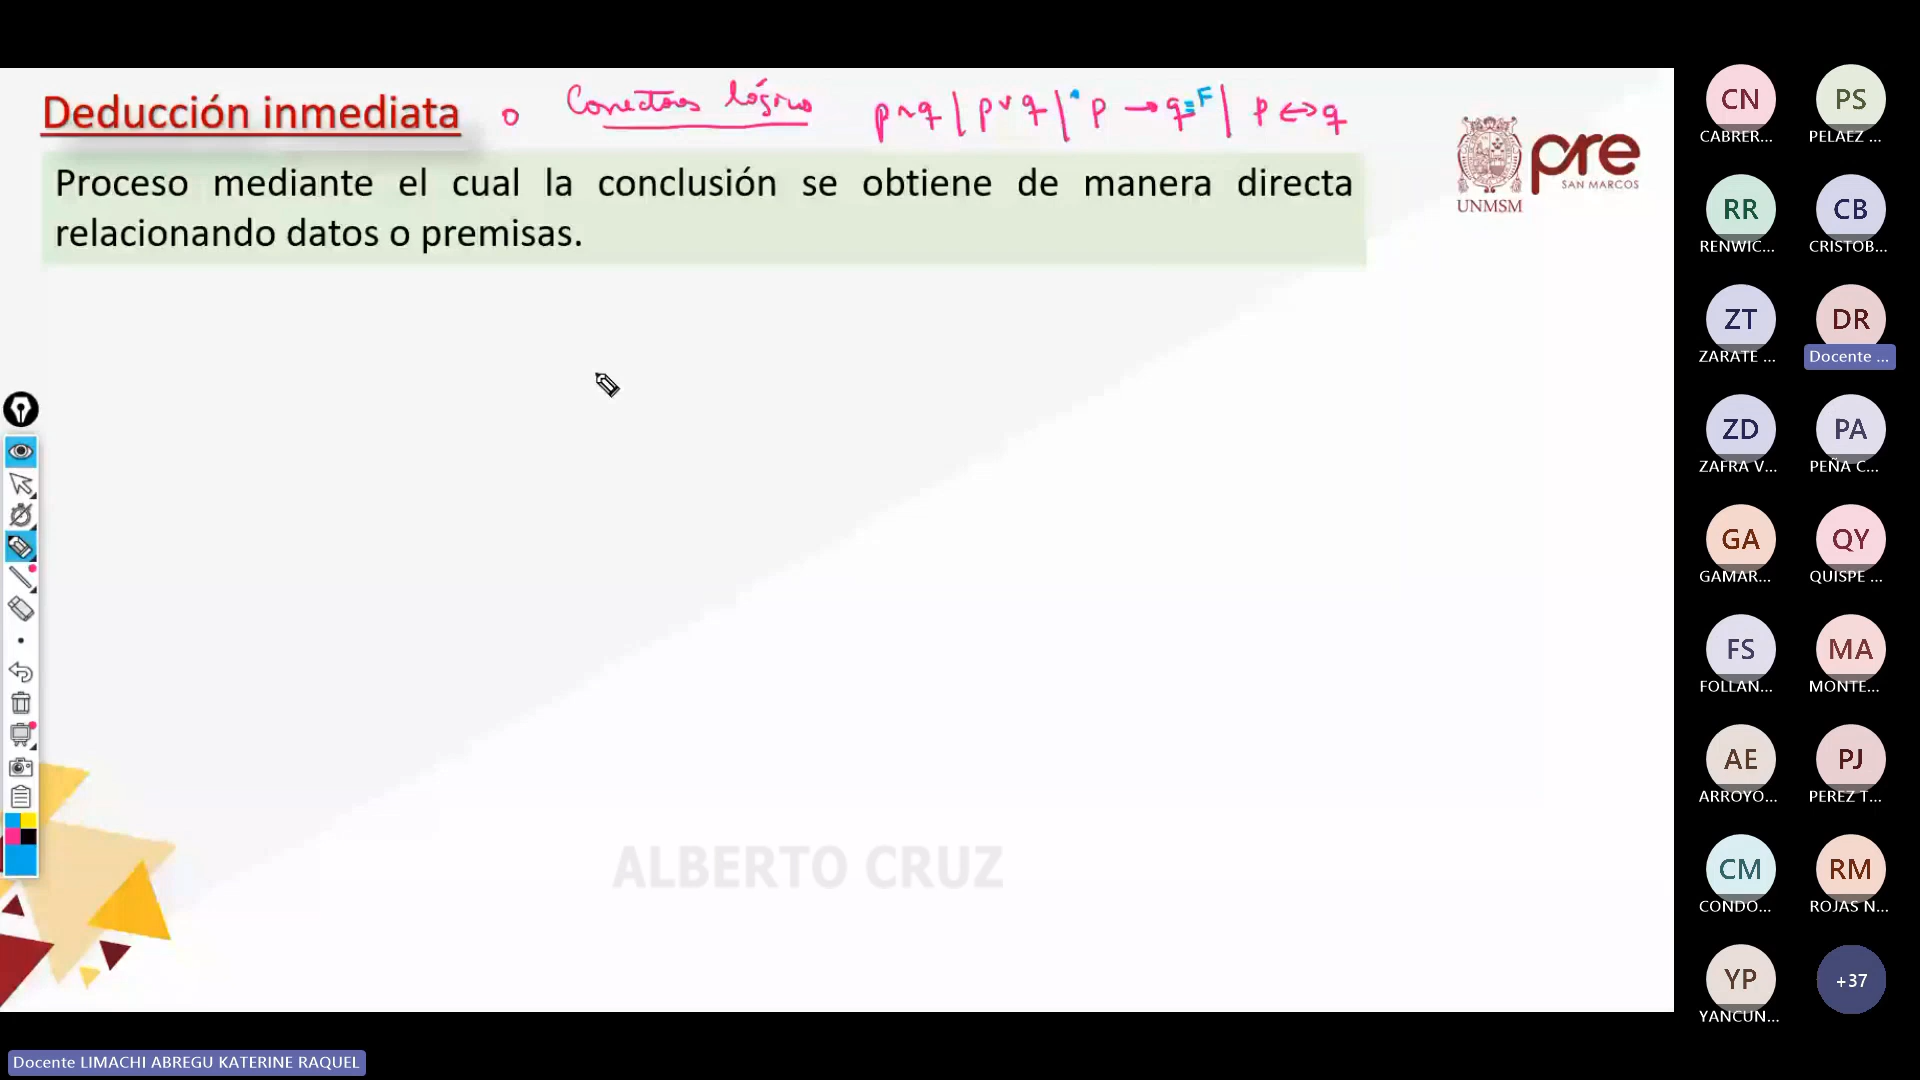 Deducción inmediata o Conectores lógico p ∧ q | p ∨ q | p → q = F | p ↔ q
Proceso mediante el cual la conclusión se obtiene de manera directa
relacionando datos o premisas.
UNMSM
pre
SAN MARCOS
ALBERTO CRUZ
CN
CABRER...
PS
PELAEZ ...
RR
RENWIC...
CB
CRISTOB...
ZT
ZARATE ...
DR
Docente ...
ZD
ZAFRA V...
PA
PEÑA C...
GA
GAMAR...
QY
QUISPE ...
FS
FOLLAN...
MA
MONTE...
AE
ARROYO...
PJ
PEREZ T...
CM
CONDO...
RM
ROJAS N...
YP
YANCUN...
+37
Docente LIMACHI ABREGU KATERINE RAQUEL